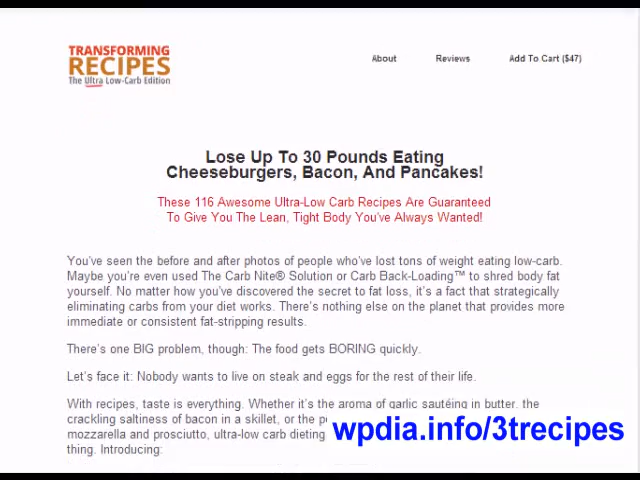 TRANSFORMING
RECIPES
The Ultra Low-Carb Edition
About Reviews Add To Cart ($47)
Lose Up To 30 Pounds Eating
Cheeseburgers, Bacon, And Pancakes!
These 116 Awesome Ultra-Low Carb Recipes Are Guaranteed
To Give You The Lean, Tight Body You've Always Wanted!
You've seen the before and after photos of people who've lost tons of weight eating low-carb.
Maybe you're even used The Carb Nite® Solution or Carb Back-Loading™ to shred body fat
yourself. No matter how you've discovered the secret to fat loss, it's a fact that strategically
eliminating carbs from your diet works. There's nothing else on the planet that provides more
immediate or consistent fat-stripping results.
There's one BIG problem, though: The food gets BORING quickly.
Let's face it: Nobody wants to live on steak and eggs for the rest of their life.
With recipes, taste is everything. Whether it's the aroma of garlic sautéing in butter, the
crackling saltiness of bacon in a skillet, or the
mozzarella and prosciutto, ultra-low carb dieting
thing. Introducing:
wpdia.info/3trecipes